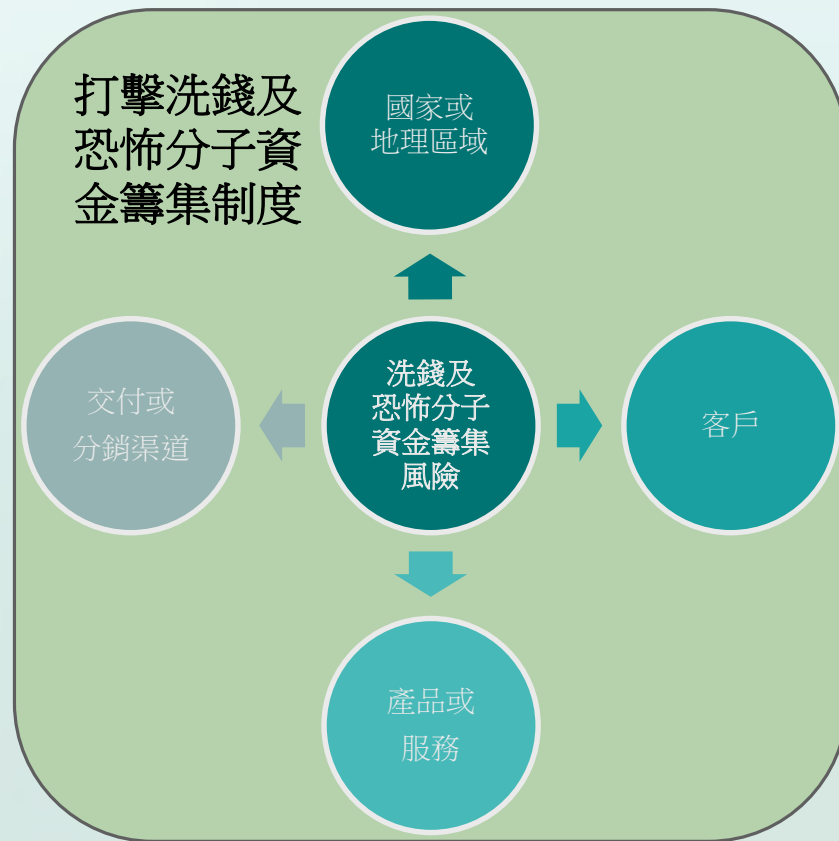 打擊洗錢及
恐怖分子資
金籌集制度
國家或
地理區域
交付或
分銷渠道
洗錢及
恐怖分子
資金籌集
風險
客戶
產品或
服務